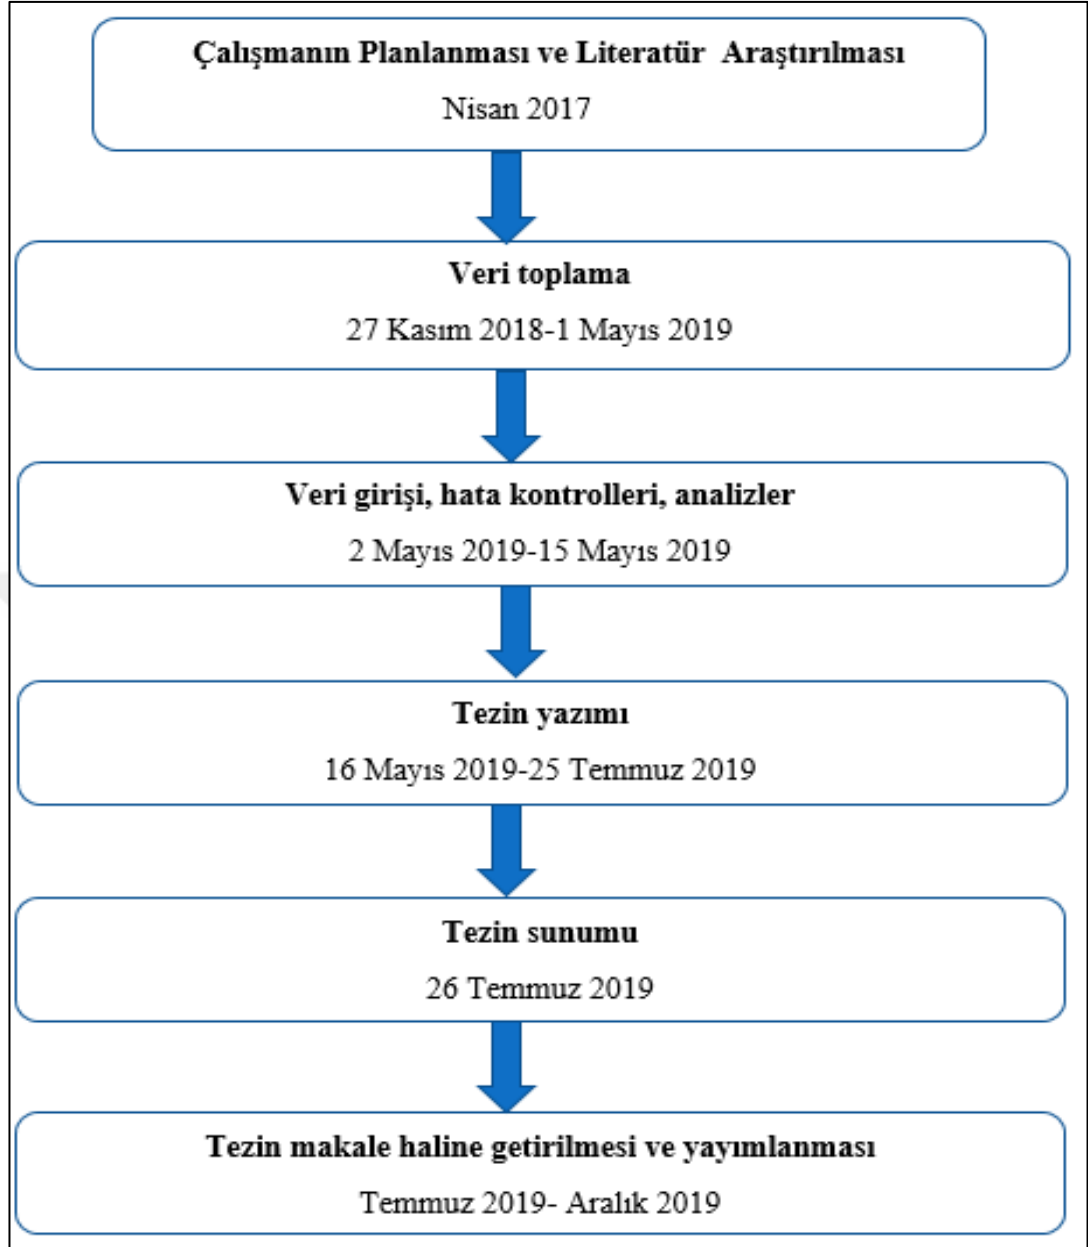 Çalışmanın Planlanması ve Literatür Araştırılması
Nisan 2017
Veri toplama
27 Kasım 2018-1 Mayıs 2019
Veri girişi, hata kontrolleri, analizler
2 Mayıs 2019-15 Mayıs 2019
Tezin yazımı
16 Mayıs 2019-25 Temmuz 2019
Tezin sunumu
26 Temmuz 2019
Tezin makale haline getirilmesi ve yayımlanması
Temmuz 2019- Aralık 2019